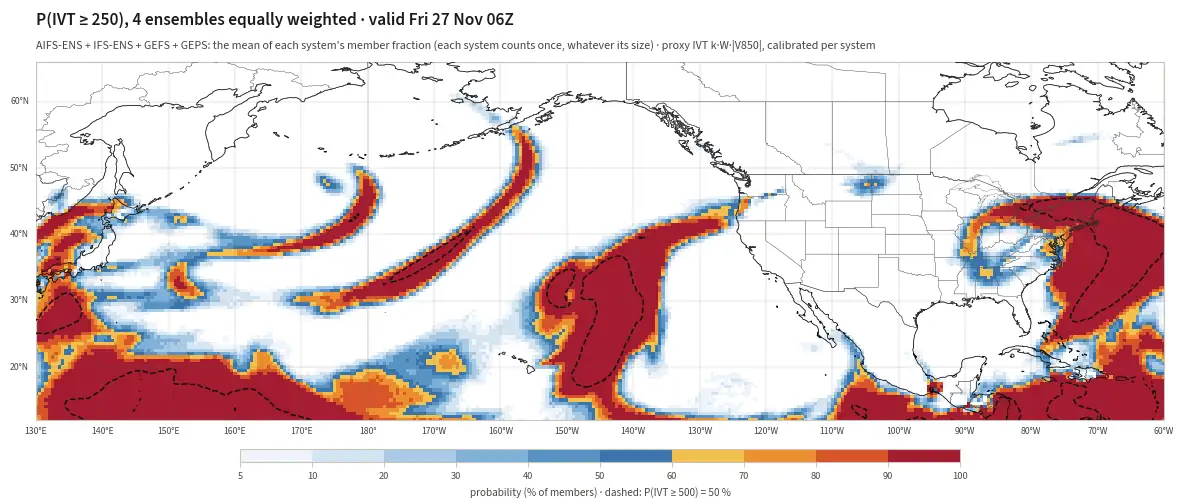 P(IVT ≥ 250), 4 ensembles equally weighted · valid Fri 27 Nov 06Z
AIFS-ENS + IFS-ENS + GEFS + GEPS: the mean of each system's member fraction (each system counts once, whatever its size) · proxy IVT k·W·|V850|, calibrated per system
60°N
50°N
40°N
30°N
20°N
130°E 140°E 150°E 160°E 170°E 180° 170°W 160°W 150°W 140°W 130°W 120°W 110°W 100°W 90°W 80°W 70°W 60°W
5 10 20 30 40 50 60 70 80 90 100
probability (% of members) · dashed: P(IVT ≥ 500) = 50 %